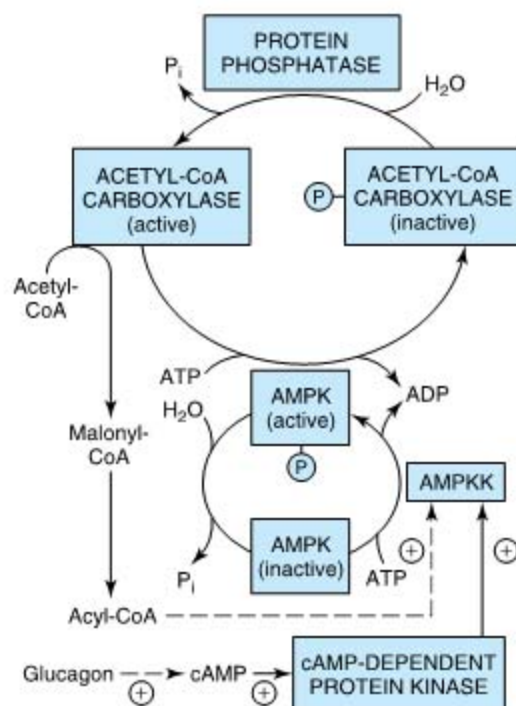 PROTEIN
PHOSPHATASE
Pi
H2O
ACETYL-CoA
CARBOXYLASE
(active)
P
ACETYL-CoA
CARBOXYLASE
(inactive)
Acetyl-
CoA
ATP
ADP
H2O
AMPK
(active)
P
Malonyl-
CoA
AMPKK
AMPK
(inactive)
Pi
ATP
+
+
Acyl-CoA
Glucagon
+
cAMP
+
cAMP-DEPENDENT
PROTEIN KINASE